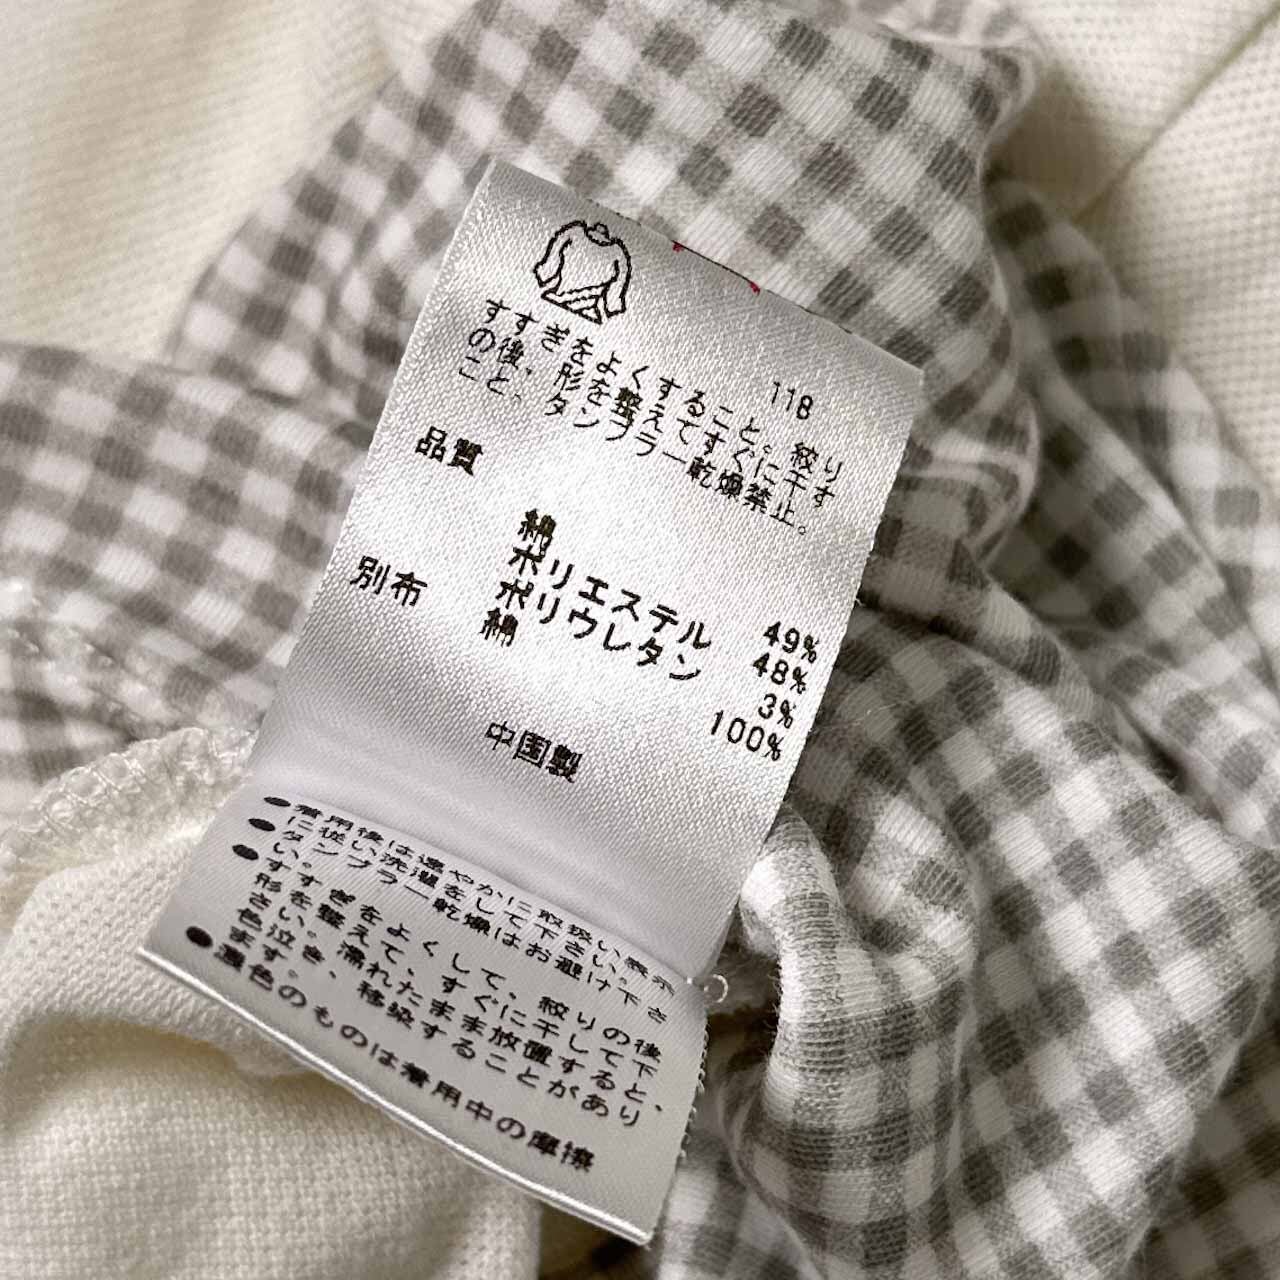 118
すすぎをよくすること。絞り
の後、形を整えてすぐに干す
こと。タンブラー乾燥禁止。
品質
綿 49%
ポリエステル 48%
ポリウレタン 3%
別布 綿 100%
中国製
●着用後は速やかに取扱い表示
に従い洗濯をして下さい。
●タンブラー乾燥はお避け下さ
い。
●すすぎをよくして、絞りの後
形を整えて、すぐに干して下
さい。濡れたまま放置すると、
色泣き、移染することがあり
ます。
●濃色のものは着用中の摩擦